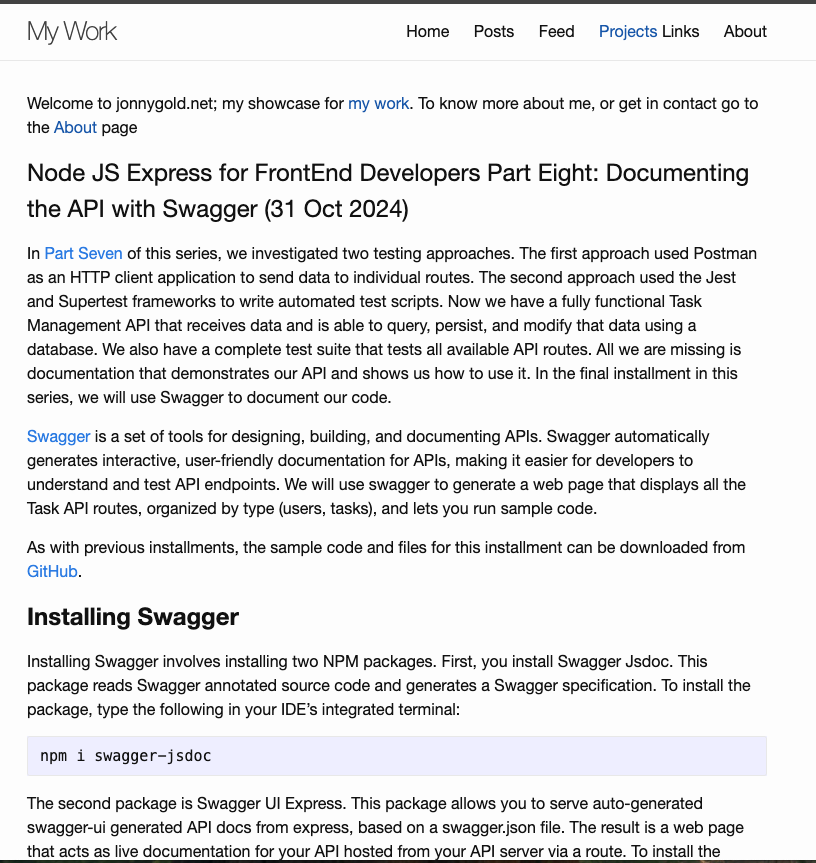 My Work
Home Posts Feed Projects Links About
Welcome to jonnygold.net; my showcase for my work. To know more about me, or get in contact go to
the About page
Node JS Express for FrontEnd Developers Part Eight: Documenting
the API with Swagger (31 Oct 2024)
In Part Seven of this series, we investigated two testing approaches. The first approach used Postman
as an HTTP client application to send data to individual routes. The second approach used the Jest
and Supertest frameworks to write automated test scripts. Now we have a fully functional Task
Management API that receives data and is able to query, persist, and modify that data using a
database. We also have a complete test suite that tests all available API routes. All we are missing is
documentation that demonstrates our API and shows us how to use it. In the final installment in this
series, we will use Swagger to document our code.
Swagger is a set of tools for designing, building, and documenting APIs. Swagger automatically
generates interactive, user-friendly documentation for APIs, making it easier for developers to
understand and test API endpoints. We will use swagger to generate a web page that displays all the
Task API routes, organized by type (users, tasks), and lets you run sample code.
As with previous installments, the sample code and files for this installment can be downloaded from
GitHub.
Installing Swagger
Installing Swagger involves installing two NPM packages. First, you install Swagger Jsdoc. This
package reads Swagger annotated source code and generates a Swagger specification. To install the
package, type the following in your IDE’s integrated terminal:
npm i swagger-jsdoc
The second package is Swagger UI Express. This package allows you to serve auto-generated
swagger-ui generated API docs from express, based on a swagger.json file. The result is a web page
that acts as live documentation for your API hosted from your API server via a route. To install the